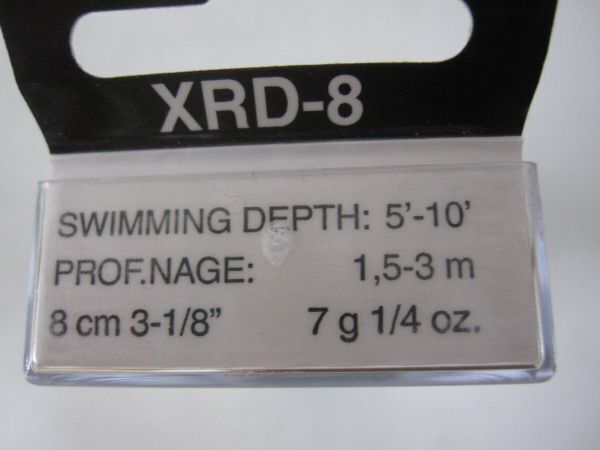 XRD-8
SWIMMING DEPTH: 5'-10'
PROF.NAGE: 1,5-3 m
8 cm 3-1/8” 7 g 1/4 oz.